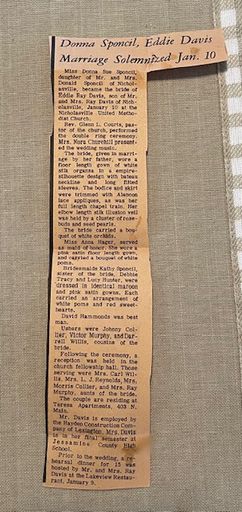 Donna Sponcil, Eddie Davis
Marriage Solemnized Jan. 10
Miss Donna Sue Sponcil,
daughter of Mr. and Mrs.
Donald Sponcil of Nichol-
asville, became the bride of
Eddie Ray Davis, son of Mr.
and Mrs. Ray Davis of Nich-
olasville, January 10 at the
Nicholasville United Metho-
dist Church.
Rev. Glenn L. Courts, pas-
tor of the church, performed
the double ring ceremony.
Mrs. Nora Churchill present-
ed the wedding music.
The bride, given in marri-
age by her father, wore a
floor length gown of white
silk organza in a empire-
silhouette design with bateau
neckline and long fitted
sleeves. The bodice and skirt
were trimmed with Alencon
lace appliques, as was her
full length chapel train. Her
elbow length silk illusion veil
was held by a cluster of rose-
buds and seed pearls.
The bride carried a bou-
quet of white orchids.
Miss Anna Hager, served
as maid of honor. She wore a
pink satin floor length gown,
and carried a bouquet of white
poms.
Bridesmaids Kathy Sponcil,
sister of the bride, Debbie
Tracy and Lucy Hunter, were
dressed in identical maroon
and pink satin gowns. Each
carried an arrangement of
white poms and red sweet-
hearts.
David Hammonds was best
man.
Ushers were Johnny Col-
lier, Victor Murphy, and Dar-
rell Willis, cousins of the
bride.
Following the ceremony, a
reception was held in the
church fellowship hall. Those
serving were Mrs. Carl Wil-
lis, Mrs. L. J. Reynolds, Mrs.
Morris Collier, and Mrs. Ray
Murphy, aunts of the bride.
The couple are residing at
Teresa Apartments, 403 N.
Main.
Mr. Davis is employed by
the Hayden Construction Com-
pany of Lexington. Mrs. Davis
is in her final semester at
Jessamine County High
School.
Prior to the wedding, a re-
hearsal dinner for 15 was
hosted by Mr. and Mrs. Ray
Davis at the Lakeview Restau-
rant, January 9.